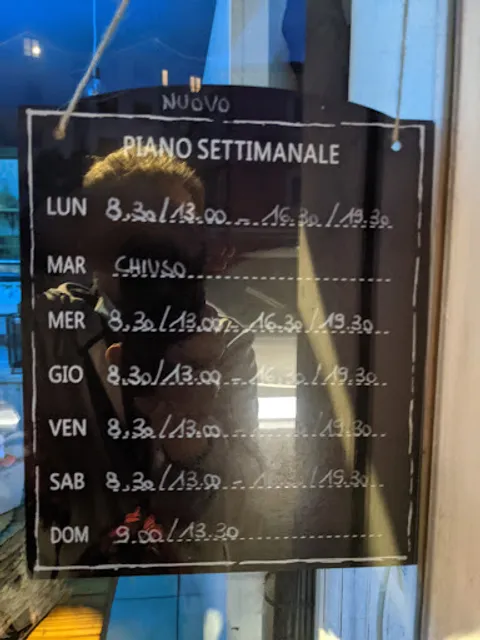 NUOVO
PIANO SETTIMANALE
LUN 8.30/13.00 - 16.30/19.30
MAR CHIUSO
MER 8.30/13.00 - 16.30/19.30
GIO 8.30/13.00 - 16.30/19.30
VEN 8.30/13.00 - /19.30
SAB 8.30/13.00 - /19.30
DOM 9.00/13.30